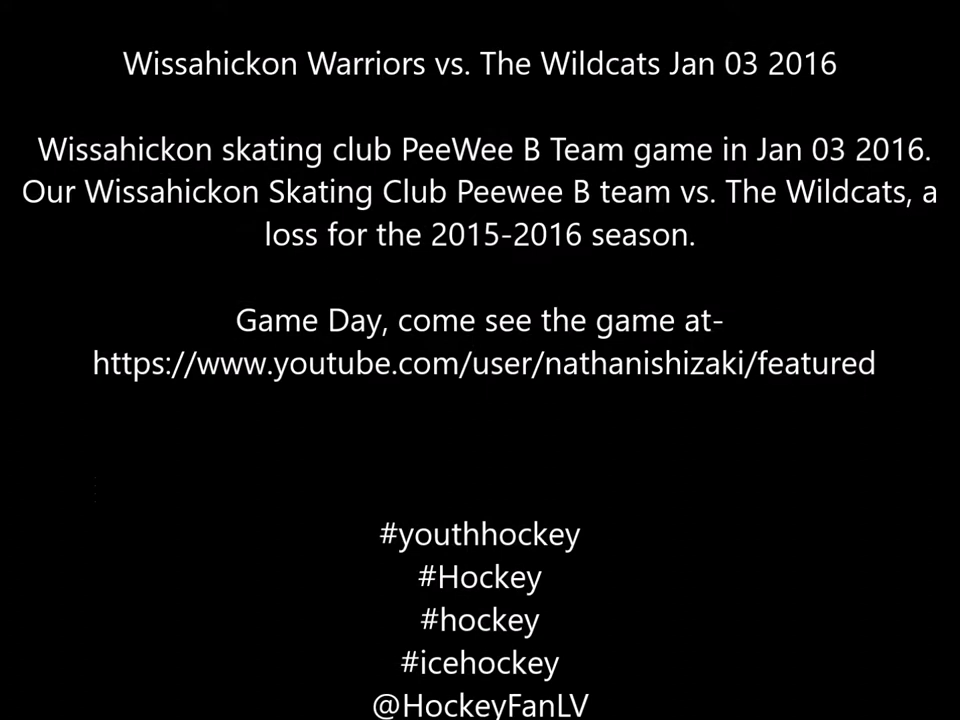 Wissahickon Warriors vs. The Wildcats Jan 03 2016
Wissahickon skating club PeeWee B Team game in Jan 03 2016.
Our Wissahickon Skating Club Peewee B team vs. The Wildcats, a
loss for the 2015-2016 season.
Game Day, come see the game at-
https://www.youtube.com/user/nathanishizaki/featured
#youthhockey
#Hockey
#hockey
#icehockey
@HockeyFanLV